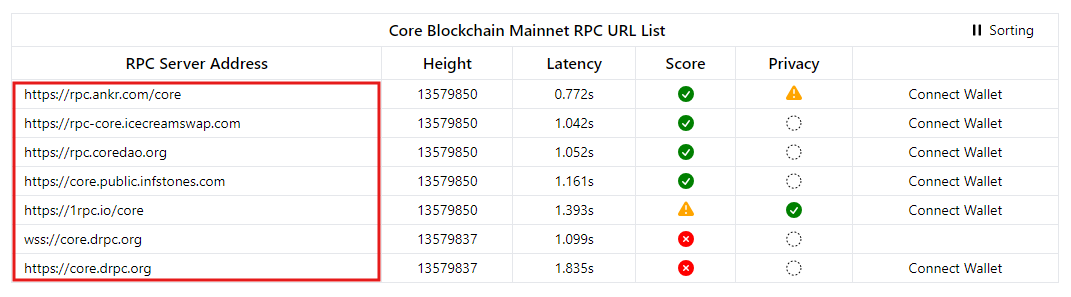 Core Blockchain Mainnet RPC URL List Sorting
RPC Server Address Height Latency Score Privacy
https://rpc.ankr.com/core 13579850 0.772s Connect Wallet
https://rpc-core.icecreamswap.com 13579850 1.042s Connect Wallet
https://rpc.coredao.org 13579850 1.052s Connect Wallet
https://core.public.infstones.com 13579850 1.161s Connect Wallet
https://1rpc.io/core 13579850 1.393s Connect Wallet
wss://core.drpc.org 13579837 1.099s
https://core.drpc.org 13579837 1.835s Connect Wallet